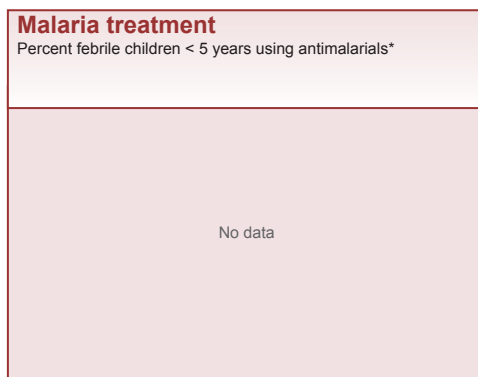 Malaria treatment
Percent febrile children < 5 years using antimalarials*
No data